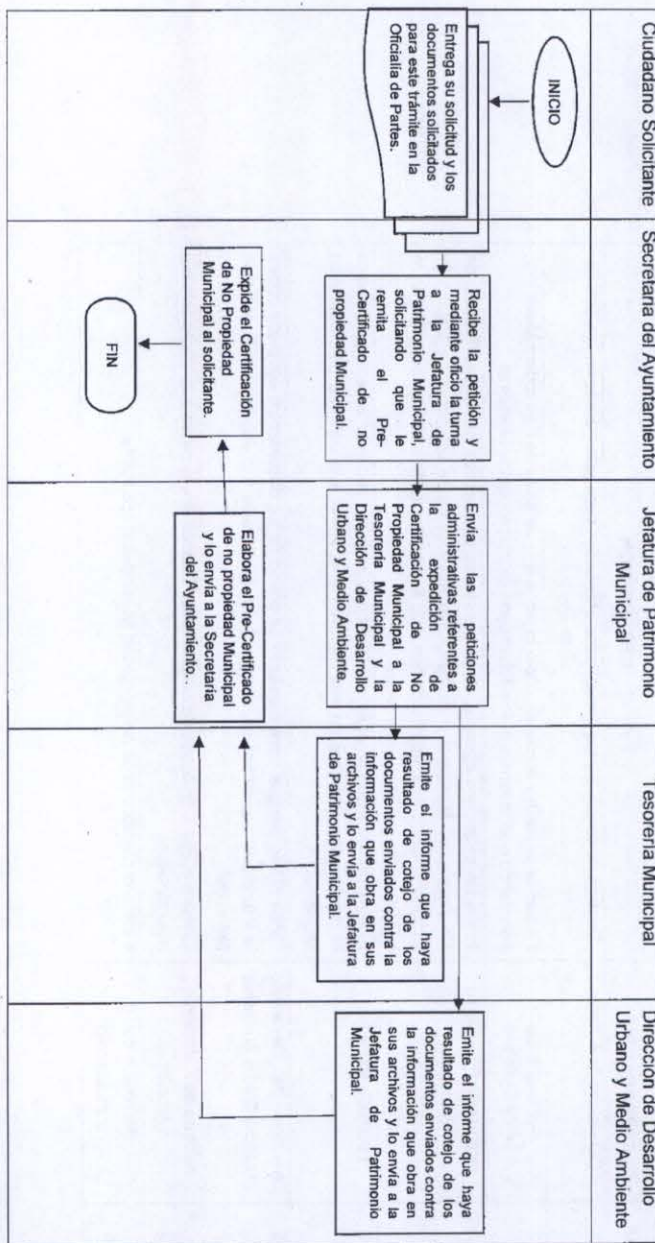 Ciudadano Solicitante
Secretaria del Ayuntamiento
Jefatura de Patrimonio
Municipal
Tesorería Municipal
Dirección de Desarrollo
Urbano y Medio Ambiente
INICIO
Entrega su solicitud y los
documentos solicitados
para este trámite en la
Oficialía de Partes.
Recibe la petición y
mediante oficio la turna
a la Jefatura de
Patrimonio Municipal,
solicitando que le
remita el Pre-
Certificado de no
propiedad Municipal.
Envía las peticiones
administrativas referentes a
la expedición de
Certificación de No
Propiedad Municipal a la
Tesorería Municipal y la
Dirección de Desarrollo
Urbano y Medio Ambiente.
Emite el informe que haya
resultado de cotejo de los
documentos enviados contra la
información que obra en sus
archivos y lo envía a la Jefatura
de Patrimonio Municipal.
Emite el informe que haya
resultado de cotejo de los
documentos enviados contra
la información que obra en
sus archivos y lo envía a la
Jefatura de Patrimonio
Municipal.
Elabora el Pre-Certificado
de no propiedad Municipal
y lo envía a la Secretaria
del Ayuntamiento..
Expide el Certificación
de No Propiedad
Municipal al solicitante.
FIN